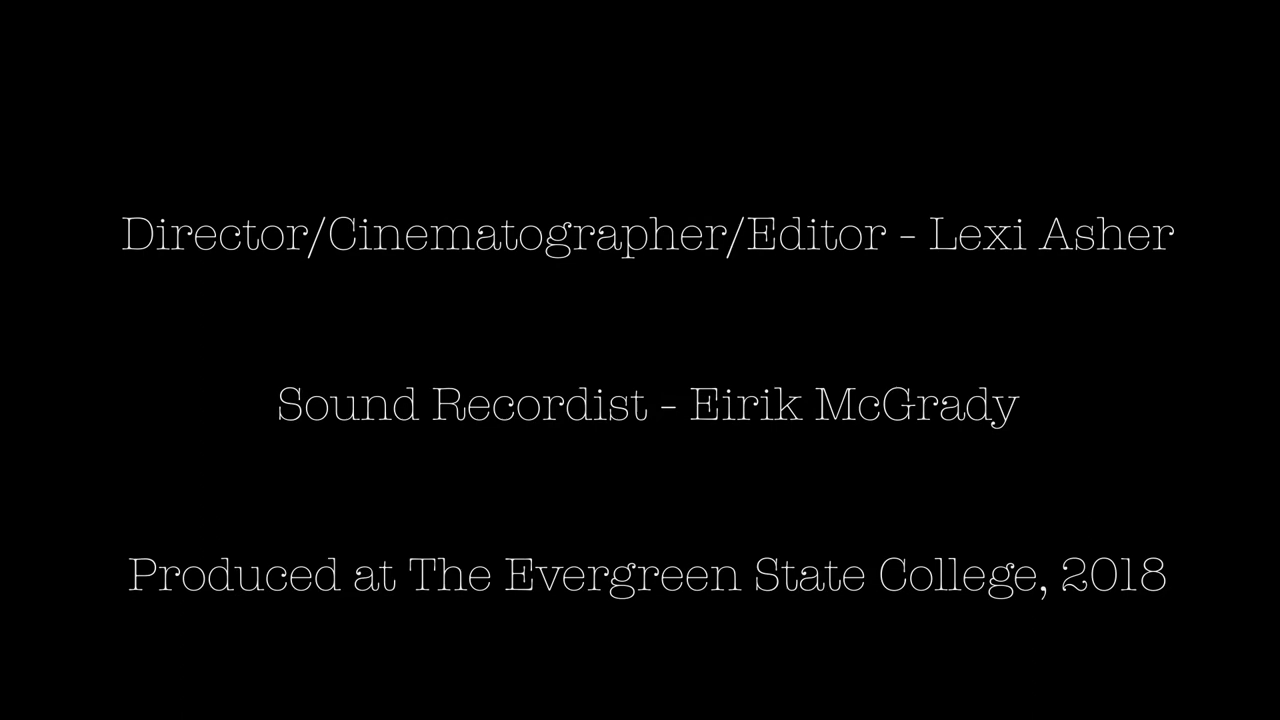 Director/Cinematographer/Editor - Lexi Asher
Sound Recordist - Eirik McGrady
Produced at The Evergreen State College, 2018